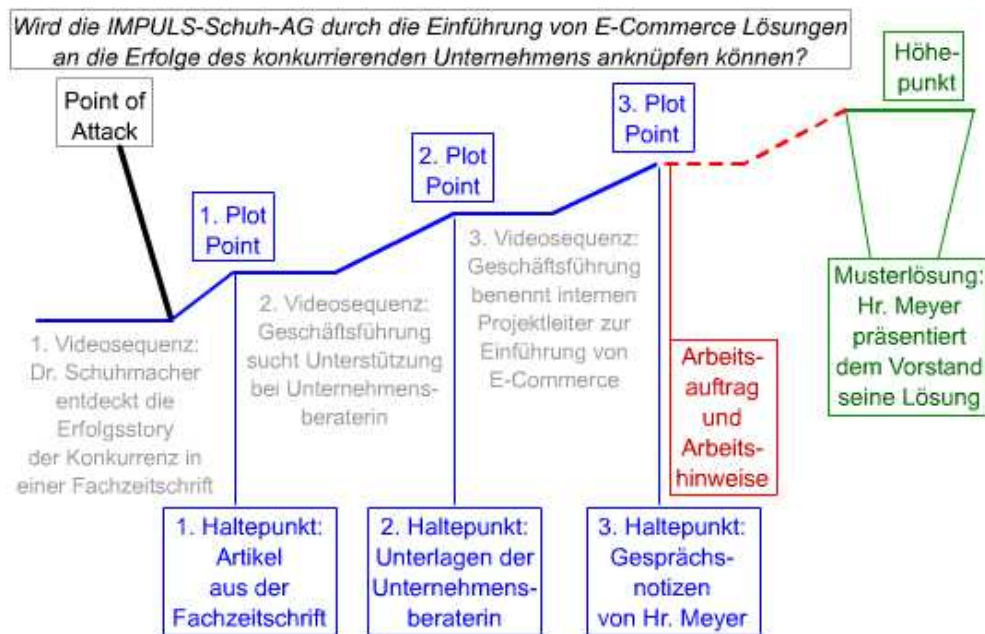 Wird die IMPULS-Schuh-AG durch die Einführung von E-Commerce Lösungen
an die Erfolge des konkurrierenden Unternehmens anknüpfen können?
Point of
Attack
1. Plot
Point
2. Plot
Point
3. Plot
Point
Höhe-
punkt
1. Videosequenz:
Dr. Schuhmacher
entdeckt die
Erfolgsstory
der Konkurrenz in
einer Fachzeitschrift
2. Videosequenz:
Geschäftsführung
sucht Unterstützung
bei Unternehmens-
beraterin
3. Videosequenz:
Geschäftsführung
benennt internen
Projektleiter zur
Einführung von
E-Commerce
Arbeits-
auftrag
und
Arbeits-
hinweise
Musterlösung:
Hr. Meyer
präsentiert
dem Vorstand
seine Lösung
1. Haltepunkt:
Artikel
aus der
Fachzeitschrift
2. Haltepunkt:
Unterlagen der
Unternehmens-
beraterin
3. Haltepunkt:
Gesprächs-
notizen
von Hr. Meyer